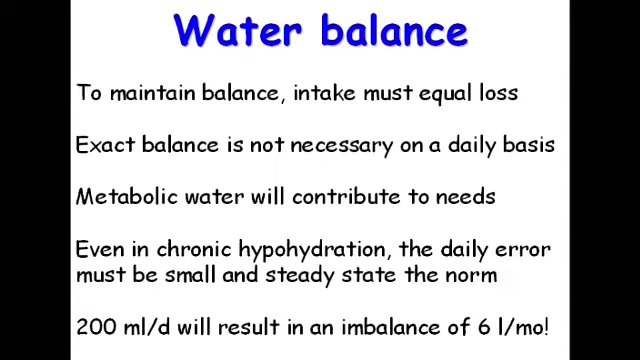 Water balance
To maintain balance, intake must equal loss
Exact balance is not necessary on a daily basis
Metabolic water will contribute to needs
Even in chronic hypohydration, the daily error
must be small and steady state the norm
200 ml/d will result in an imbalance of 6 l/mo!